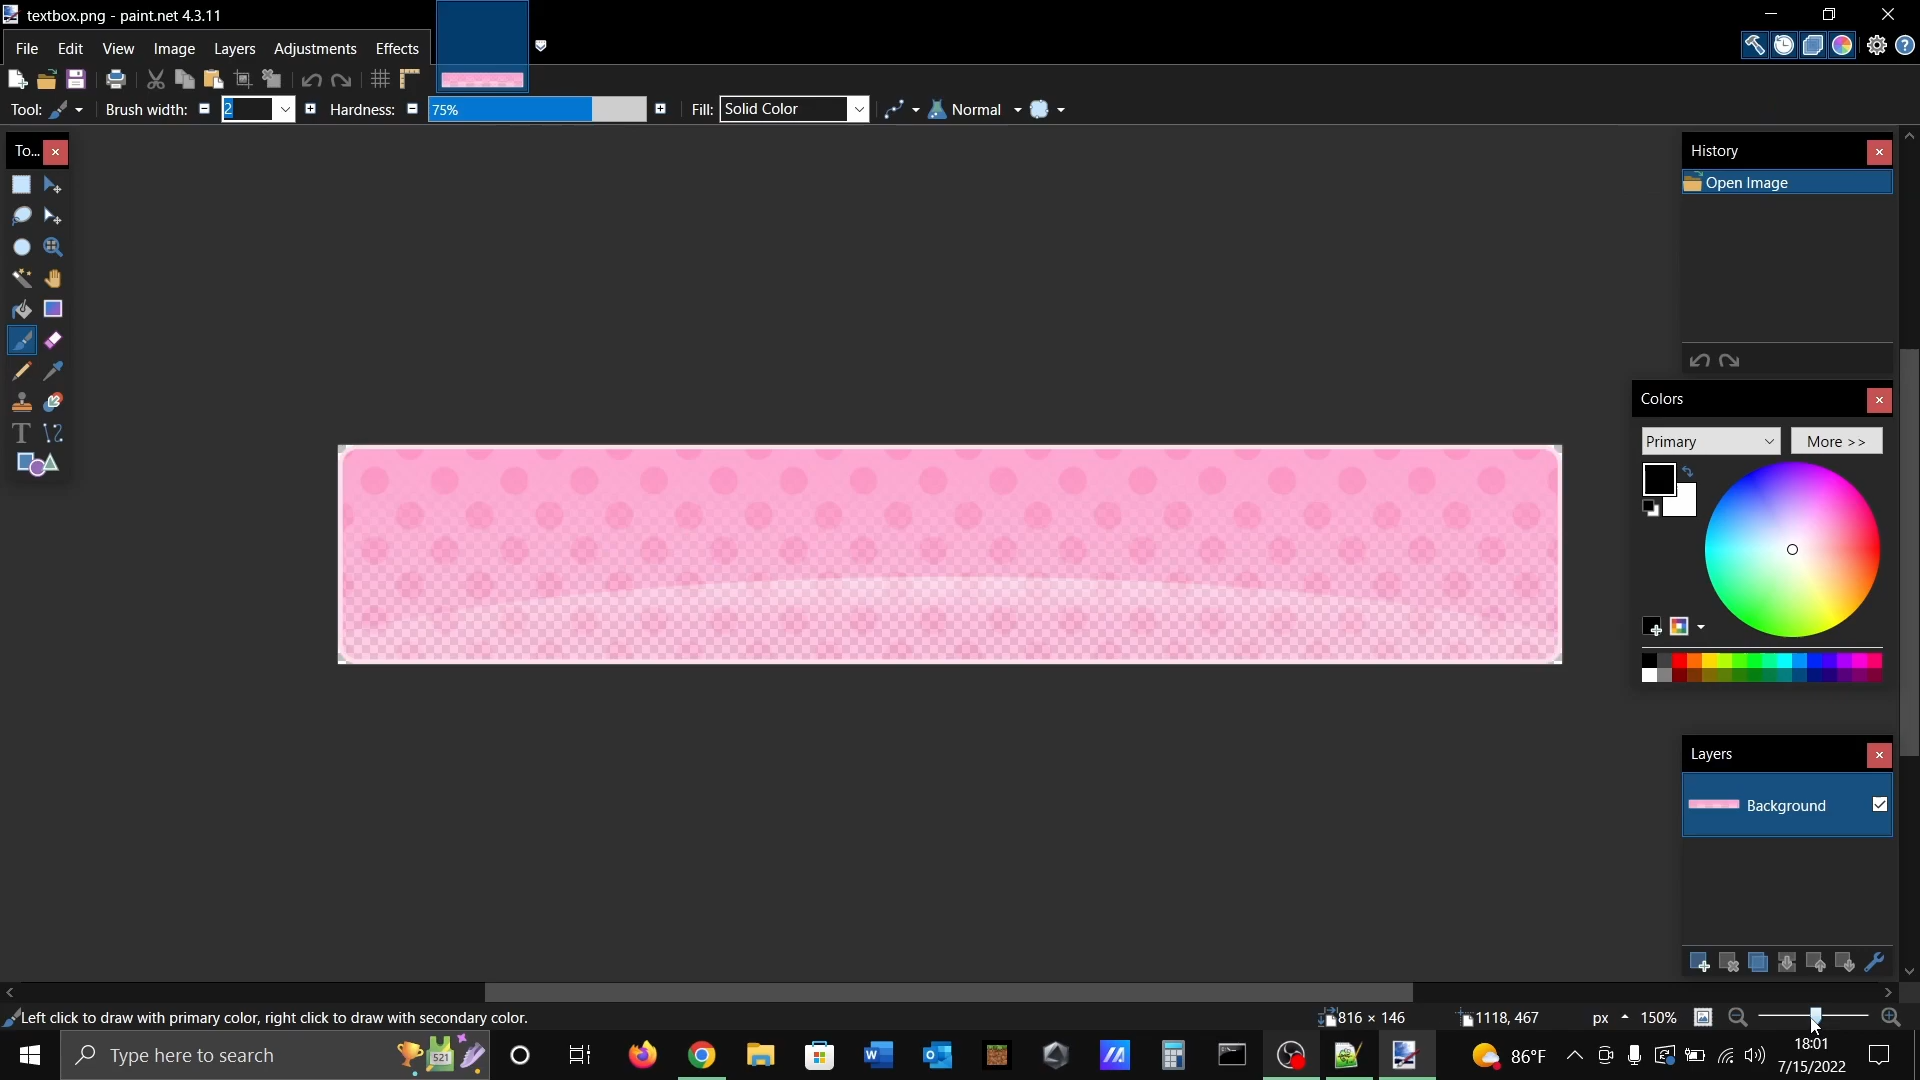 textbox.png - paint.net 4.3.11
File Edit View Image Layers Adjustments Effects
Tool: Brush width: 2 Hardness: 75% Fill: Solid Color Normal
To...
History
Open Image
Colors
Primary More >>
Layers
Background
Left click to draw with primary color, right click to draw with secondary color.
816 × 146 1118, 467 px 150%
Type here to search
521
86°F
18:01
7/15/2022